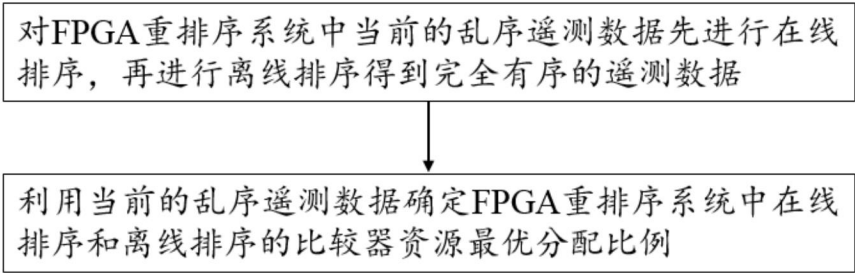 对FPGA重排序系统中当前的乱序遥测数据先进行在线
排序，再进行离线排序得到完全有序的遥测数据
利用当前的乱序遥测数据确定FPGA重排序系统中在线
排序和离线排序的比较器资源最优分配比例